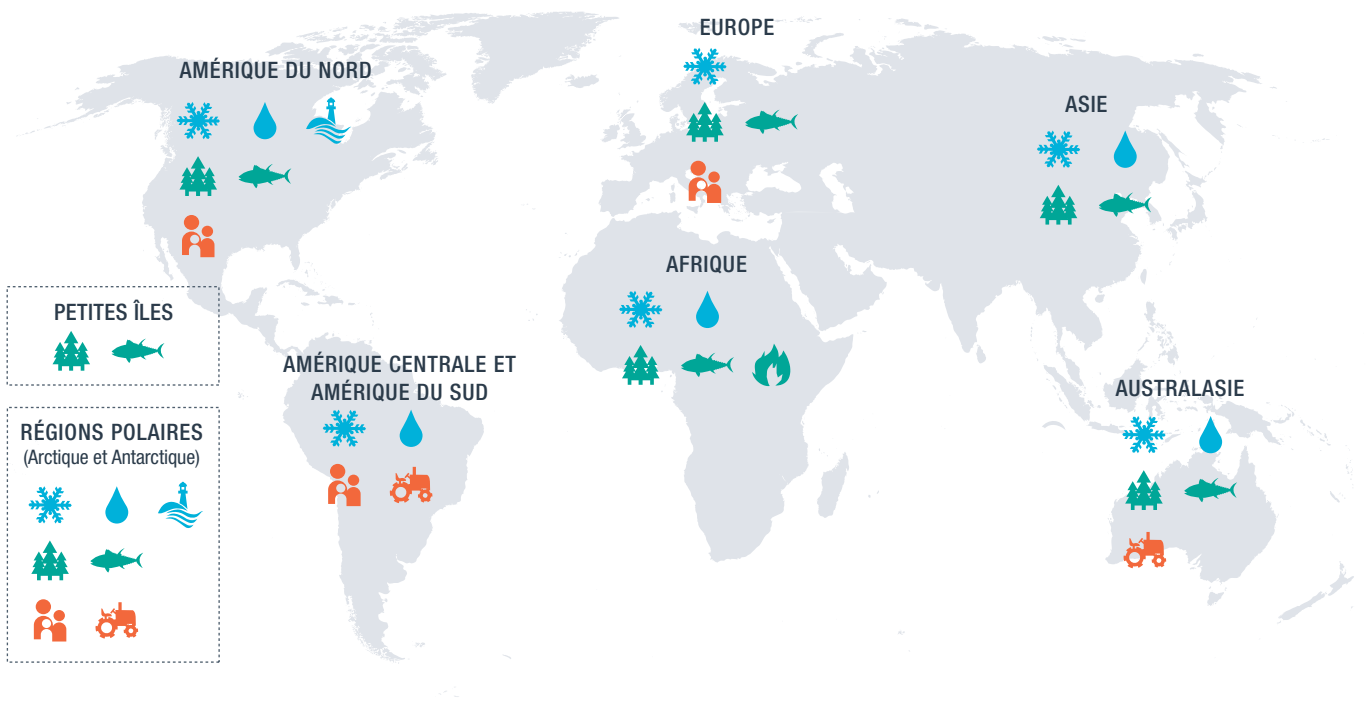 EUROPE
AMÉRIQUE DU NORD
ASIE
AFRIQUE
PETITES ÎLES
AMÉRIQUE CENTRALE ET
AMÉRIQUE DU SUD
AUSTRALASIE
RÉGIONS POLAIRES
(Arctique et Antarctique)